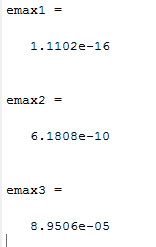 emax1 =
1.1102e-16
emax2 =
6.1808e-10
emax3 =
8.9506e-05